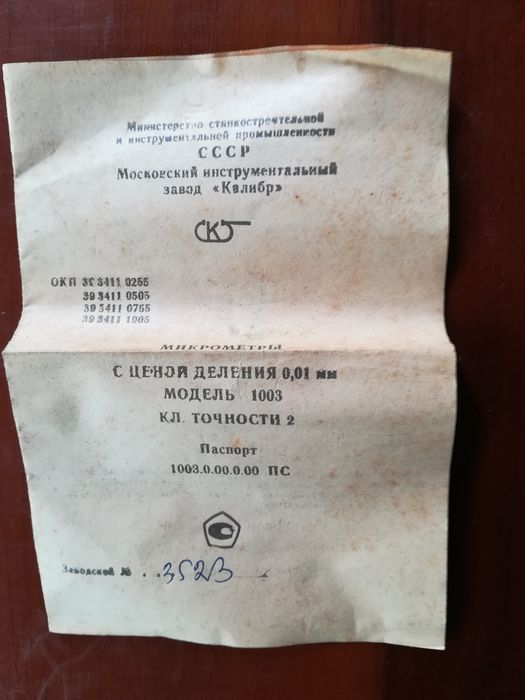 Министерство станкостроительной
и инструментальной промышленности
СССР
Московский инструментальный
завод «Калибр»
ОКП 39 3411 0255
39 3411 0505
39 3411 0755
39 3411 1005
МИКРОМЕТРЫ
С ЦЕНОЙ ДЕЛЕНИЯ 0,01 мм
МОДЕЛЬ 1003
КЛ. ТОЧНОСТИ 2
Паспорт
1003.0.00.0.00 ПС
Заводской №